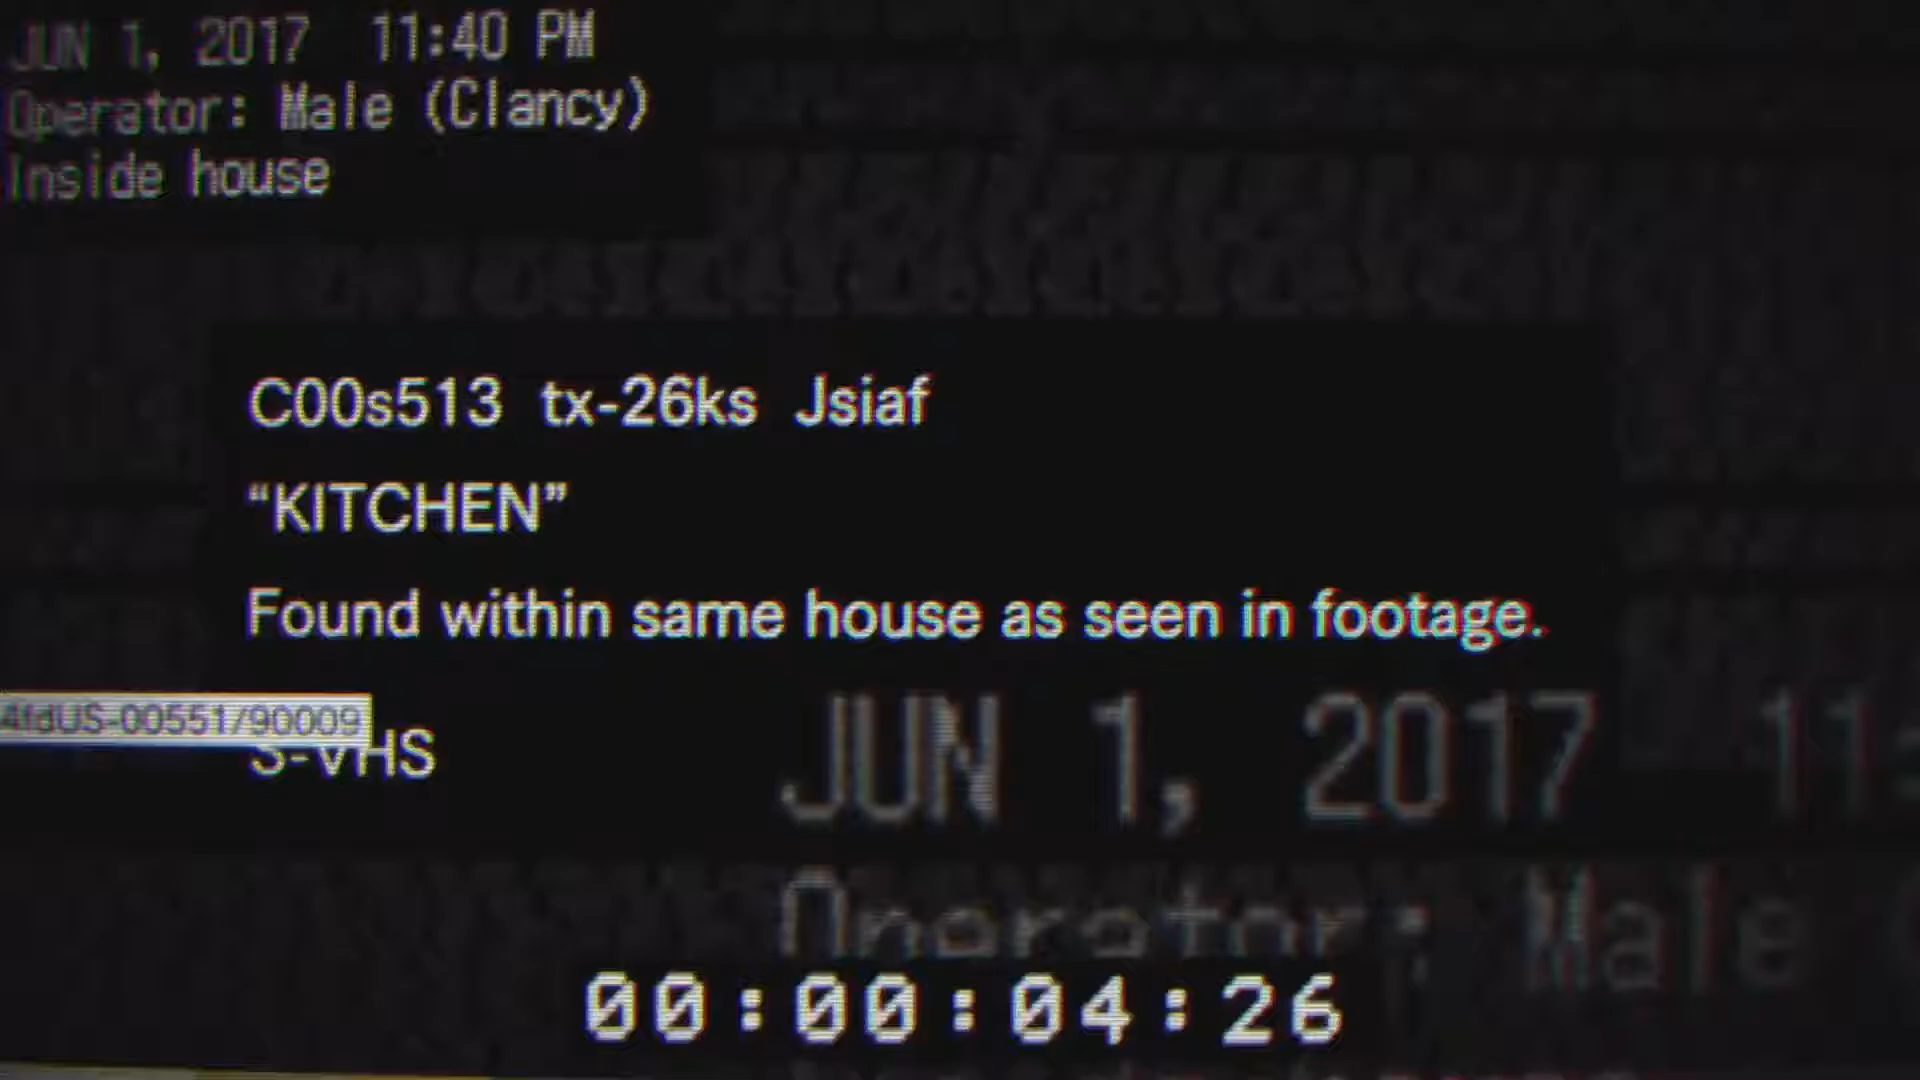 JUN 1, 2017 11:40 PM
Operator: Male (Clancy)
Inside house
C00s513 tx-26ks Jsiaf
“KITCHEN”
Found within same house as seen in footage.
4fdUS-00551/90009
S-VHS
JUN 1, 2017 11:
Operator: Male (
00:00:04:26